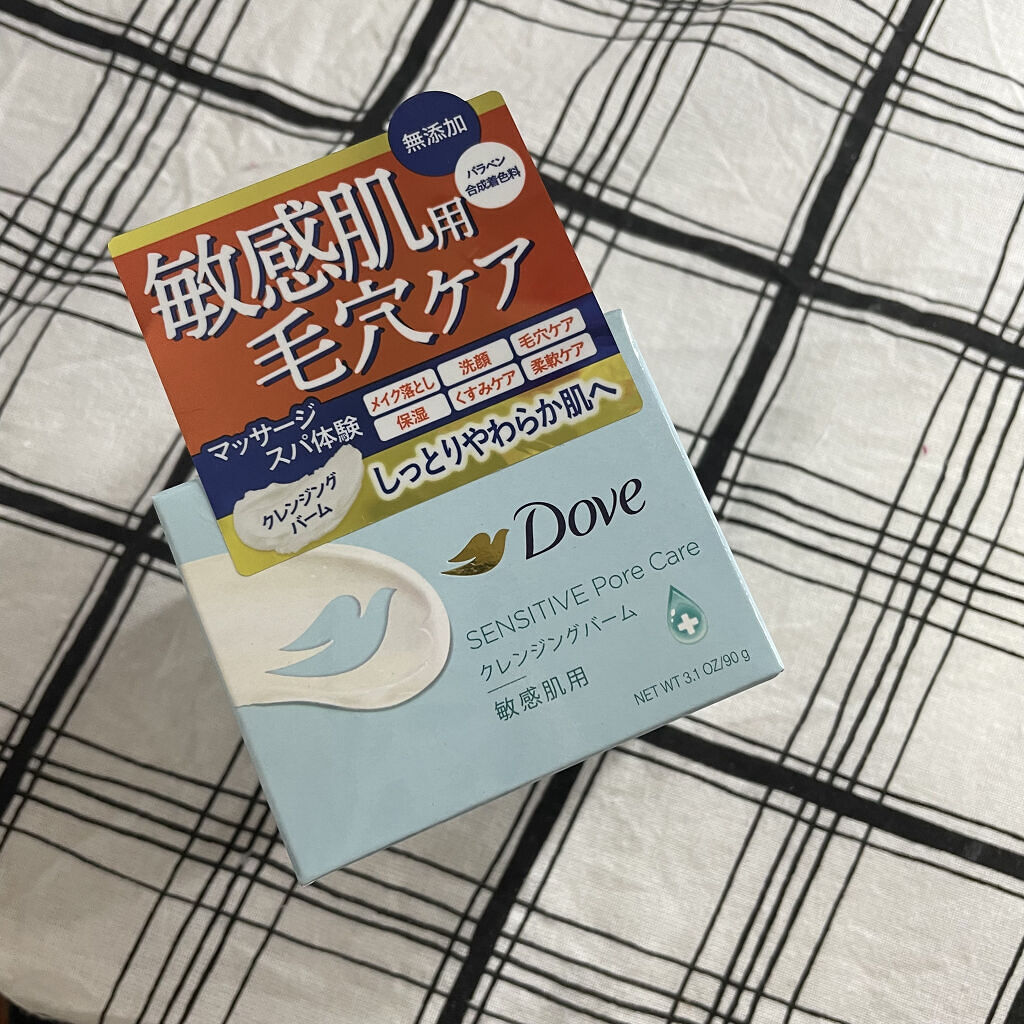 無添加
パラベン
合成着色料
敏感肌用
毛穴ケア
メイク落とし 洗顔 毛穴ケア
保湿 くすみケア 柔軟ケア
マッサージ
スパ体験
しっとりやわらか肌へ
クレンジング
バーム
Dove
SENSITIVE Pore Care
クレンジングバーム
敏感肌用
NET WT 3.1 OZ/90 g